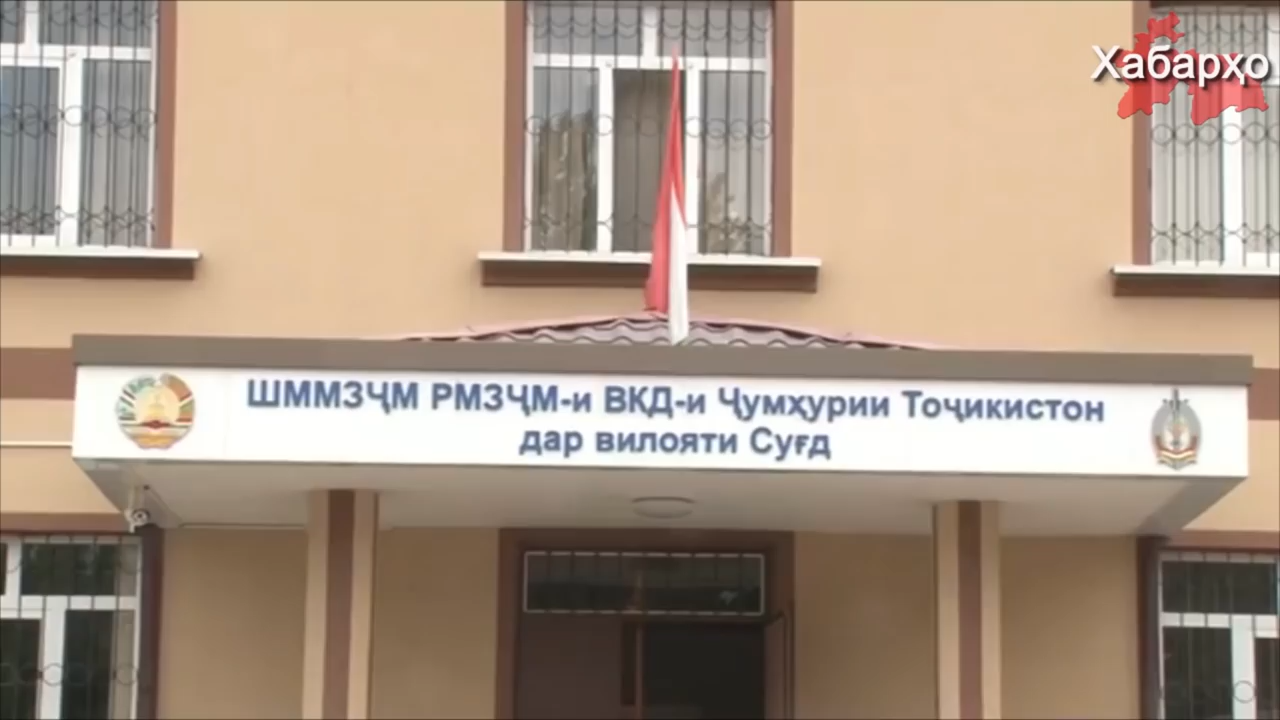 Хабарҳо
ШММЗҶМ РМЗҶМ-и ВКД-и Ҷумҳурии Тоҷикистон
дар вилояти Суғд